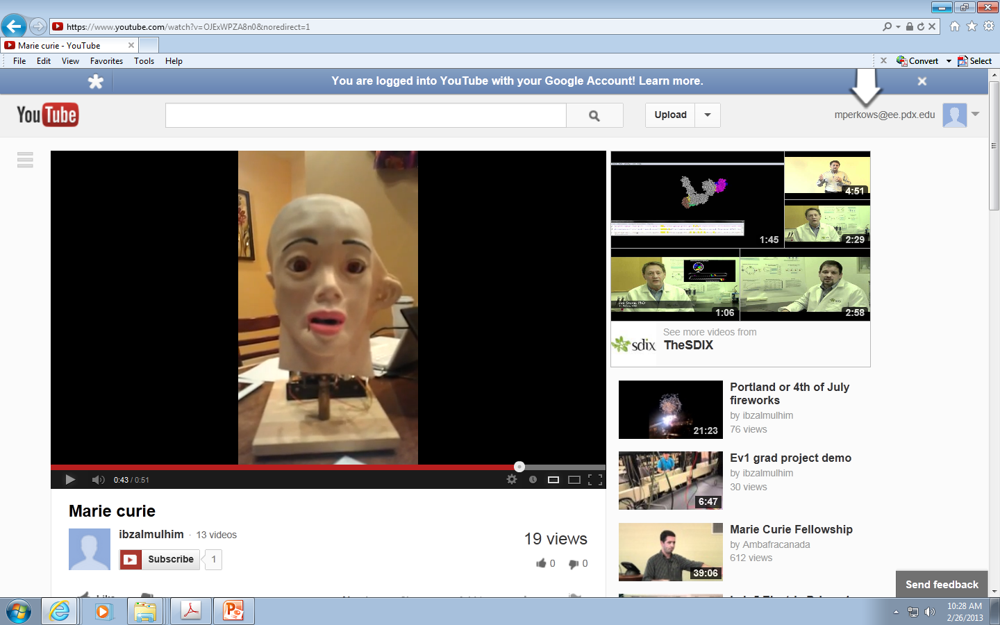 https://www.youtube.com/watch?v=OJExWPZA8n0&noredirect=1
Marie curie - YouTube
File Edit View Favorites Tools Help
Convert Select
You are logged into YouTube with your Google Account! Learn more.
YouTube
Upload
mperkows@ee.pdx.edu
4:51
1:45
2:29
1:06
2:58
See more videos from
sdix
TheSDIX
Portland or 4th of July
fireworks
by ibzalmulhim
76 views
21:23
Ev1 grad project demo
by ibzalmulhim
30 views
6:47
Marie Curie Fellowship
by Ambafracanada
612 views
39:06
0:43 / 0:51
Marie curie
ibzalmulhim · 13 videos
Subscribe 1
19 views
0 0
Send feedback
10:28 AM
2/26/2013